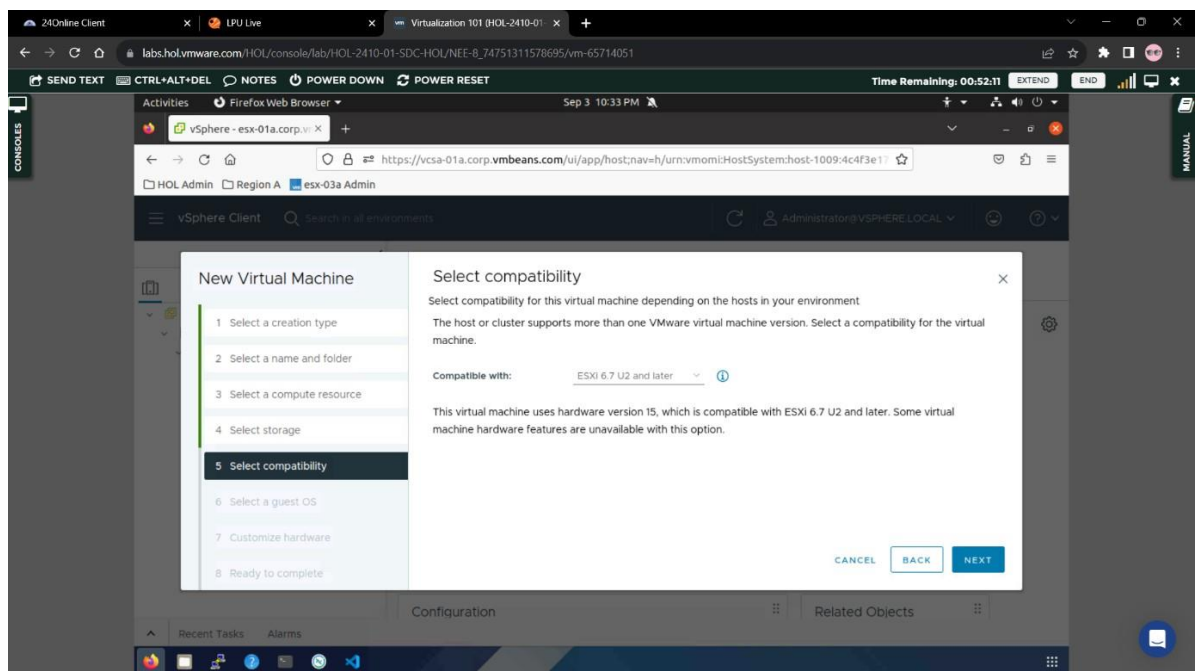 24Online Client
LPU Live
Virtualization 101 (HOL-2410-01-
labs.hol.vmware.com/HOL/console/lab/HOL-2410-01-SDC-HOL/NEE-8_74751311578695/vm-65714051
SEND TEXT CTRL+ALT+DEL NOTES POWER DOWN POWER RESET Time Remaining: 00:52:11 EXTEND END
CONSOLES
MANUAL
Activities Firefox Web Browser Sep 3 10:33 PM
vSphere - esx-01a.corp.vr
https://vcsa-01a.corp.vmbeans.com/ui/app/host;nav=h/urn:vmomi:HostSystem:host-1009:4c4f3e17
HOL Admin Region A esx-03a Admin
vSphere Client Search in all environments Administrator@VSPHERE.LOCAL
New Virtual Machine
1 Select a creation type
2 Select a name and folder
3 Select a compute resource
4 Select storage
5 Select compatibility
6 Select a guest OS
7 Customize hardware
8 Ready to complete
Select compatibility
Select compatibility for this virtual machine depending on the hosts in your environment
The host or cluster supports more than one VMware virtual machine version. Select a compatibility for the virtual
machine.
Compatible with: ESXi 6.7 U2 and later
This virtual machine uses hardware version 15, which is compatible with ESXi 6.7 U2 and later. Some virtual
machine hardware features are unavailable with this option.
CANCEL BACK NEXT
Configuration Related Objects
Recent Tasks Alarms